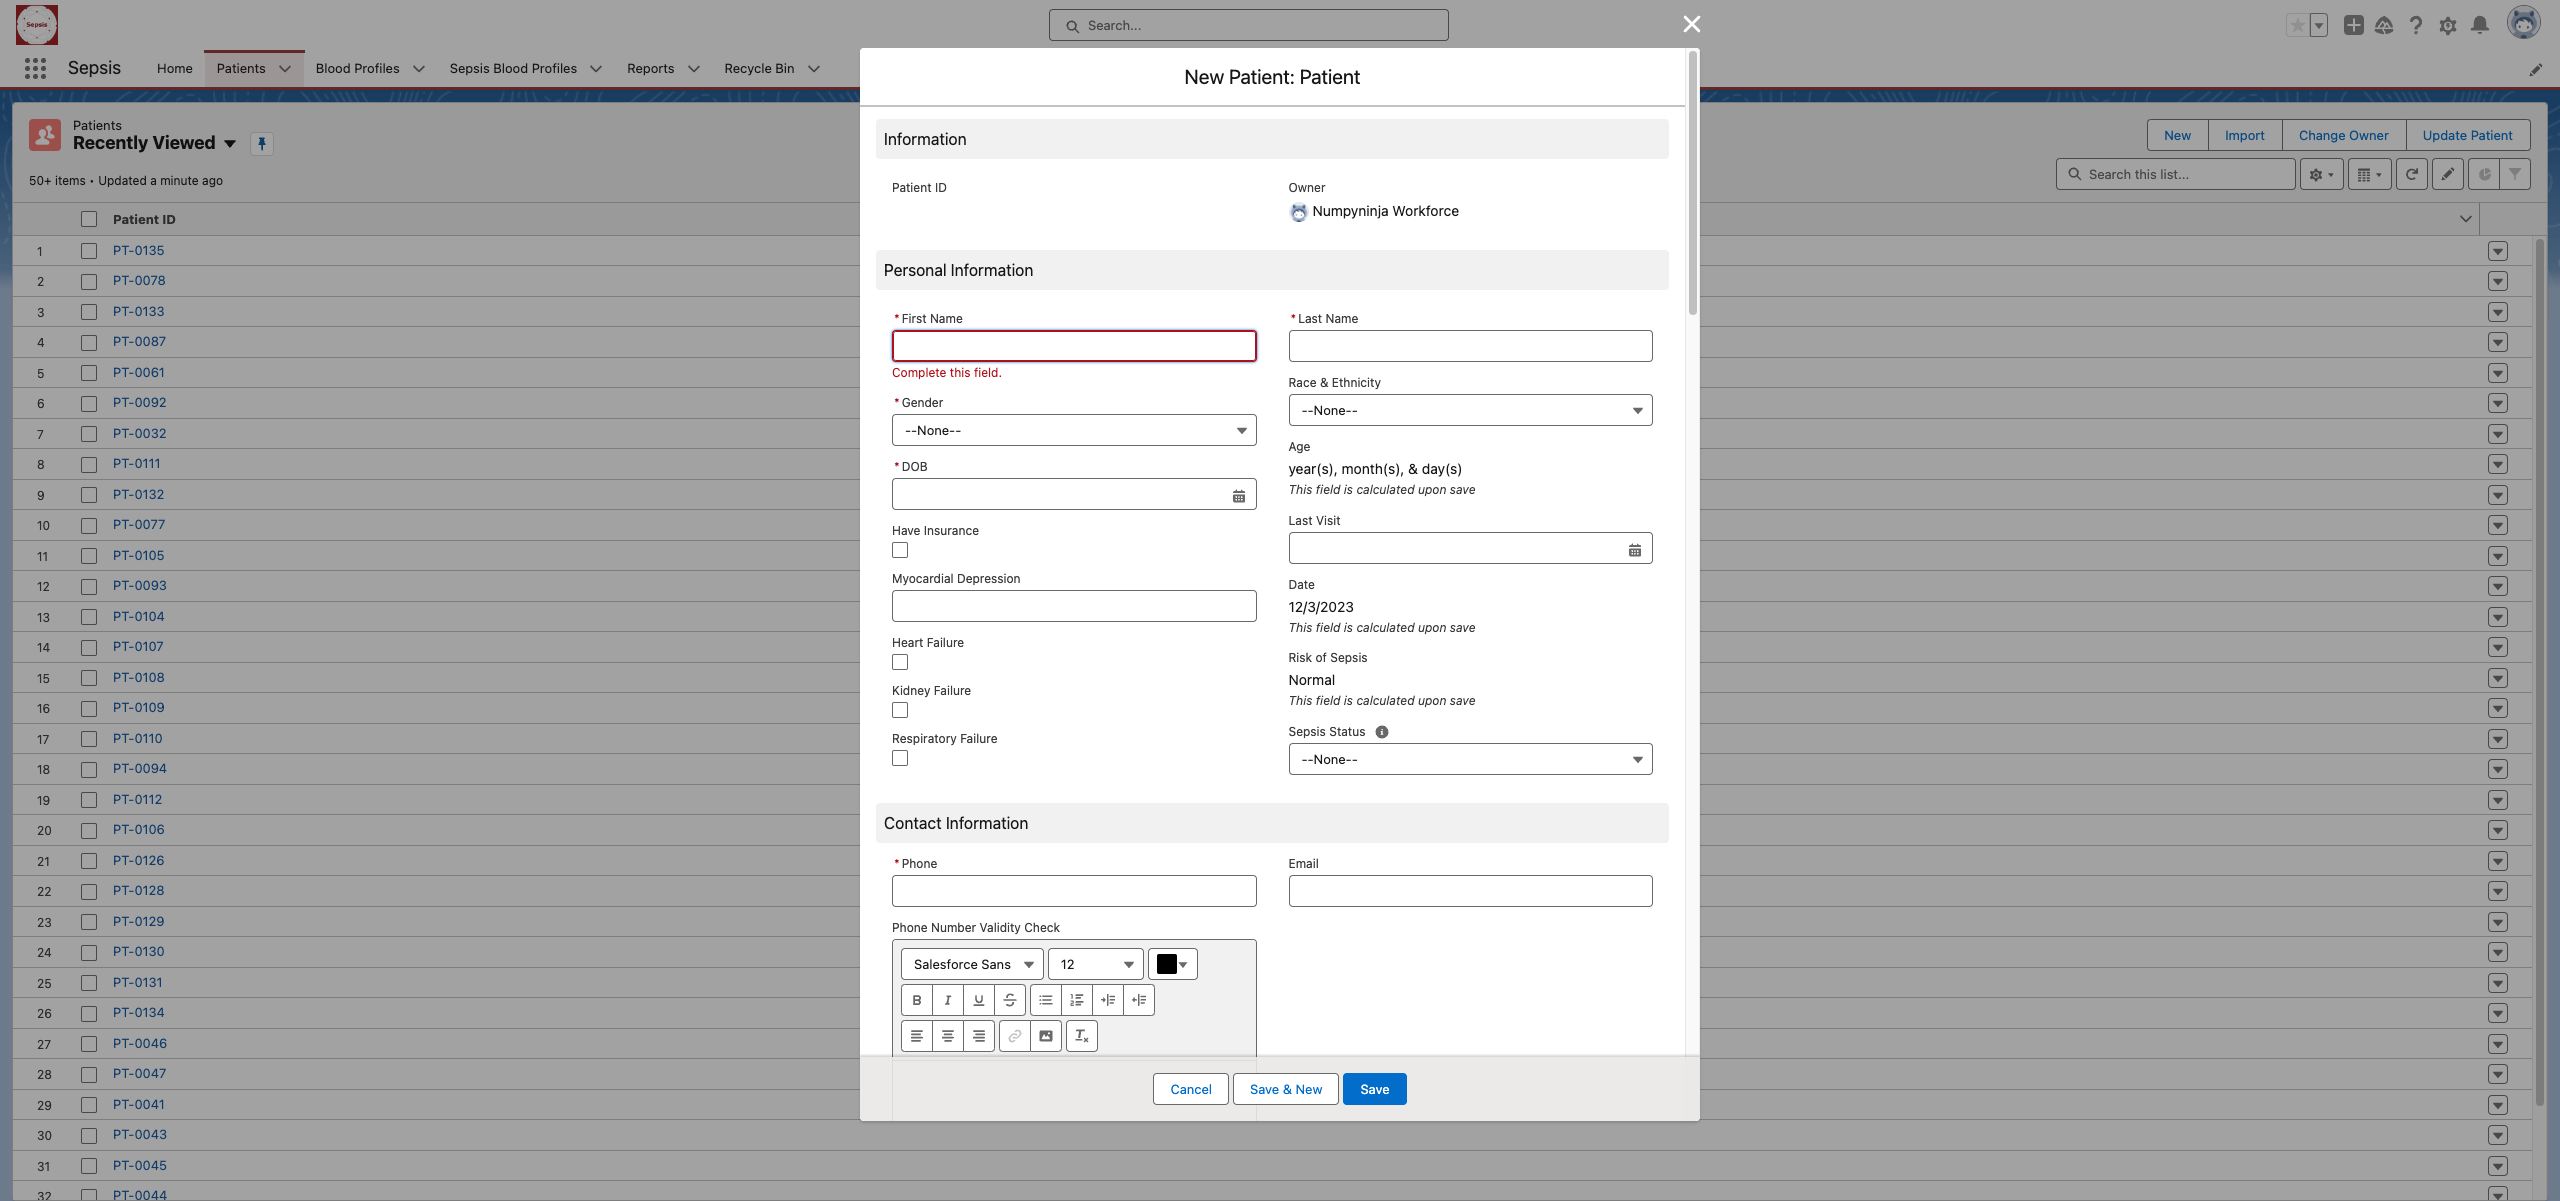 Sepsis
Search...
Sepsis
Home
Patients
Blood Profiles
Sepsis Blood Profiles
Reports
Recycle Bin
Patients
Recently Viewed
50+ items • Updated a minute ago
New
Import
Change Owner
Update Patient
Search this list...
Patient ID
1 PT-0135
2 PT-0078
3 PT-0133
4 PT-0087
5 PT-0061
6 PT-0092
7 PT-0032
8 PT-0111
9 PT-0132
10 PT-0077
11 PT-0105
12 PT-0093
13 PT-0104
14 PT-0107
15 PT-0108
16 PT-0109
17 PT-0110
18 PT-0094
19 PT-0112
20 PT-0106
21 PT-0126
22 PT-0128
23 PT-0129
24 PT-0130
25 PT-0131
26 PT-0134
27 PT-0046
28 PT-0047
29 PT-0041
30 PT-0043
31 PT-0045
32 PT-0044
New Patient: Patient
Information
Patient ID
Owner
Numpyninja Workforce
Personal Information
* First Name
Complete this field.
* Last Name
* Gender
--None--
Race & Ethnicity
--None--
* DOB
Age
year(s), month(s), & day(s)
This field is calculated upon save
Have Insurance
Last Visit
Myocardial Depression
Date
12/3/2023
This field is calculated upon save
Heart Failure
Risk of Sepsis
Normal
This field is calculated upon save
Kidney Failure
Respiratory Failure
Sepsis Status
--None--
Contact Information
* Phone
Email
Phone Number Validity Check
Salesforce Sans
12
B I U S
Cancel
Save & New
Save